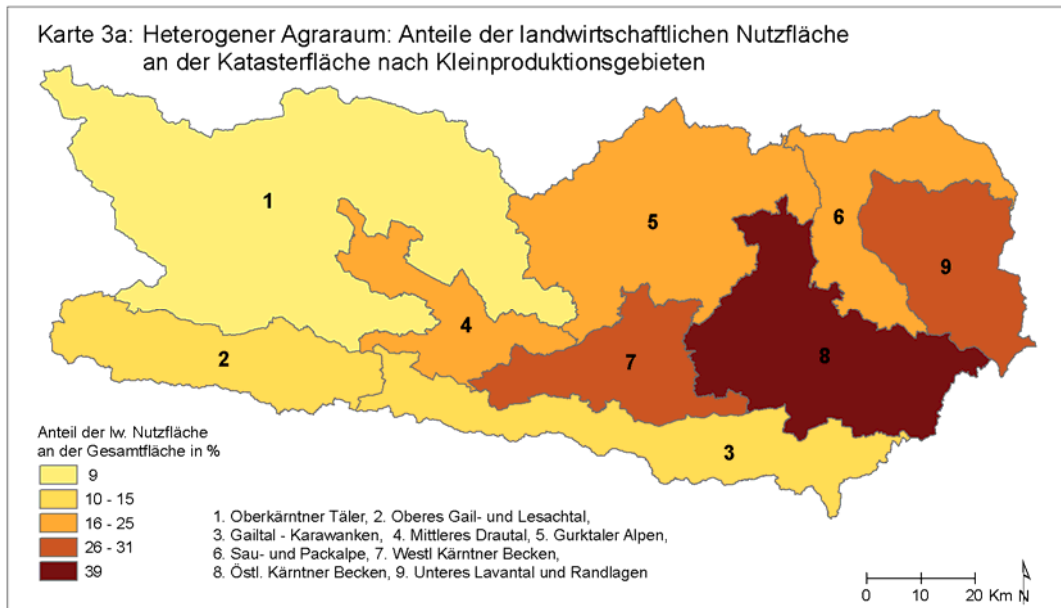 Karte 3a: Heterogener Agraraum: Anteile der landwirtschaftlichen Nutzfläche
an der Katasterfläche nach Kleinproduktionsgebieten
1
5
6
9
4
2
7
8
3
Anteil der lw. Nutzfläche
an der Gesamtfläche in %
9
10 - 15
16 - 25
26 - 31
39
1. Oberkärntner Täler, 2. Oberes Gail- und Lesachtal,
3. Gailtal - Karawanken, 4. Mittleres Drautal, 5. Gurktaler Alpen,
6. Sau- und Packalpe, 7. Westl Kärntner Becken,
8. Östl. Kärntner Becken, 9. Unteres Lavantal und Randlagen
0 10 20 Km N